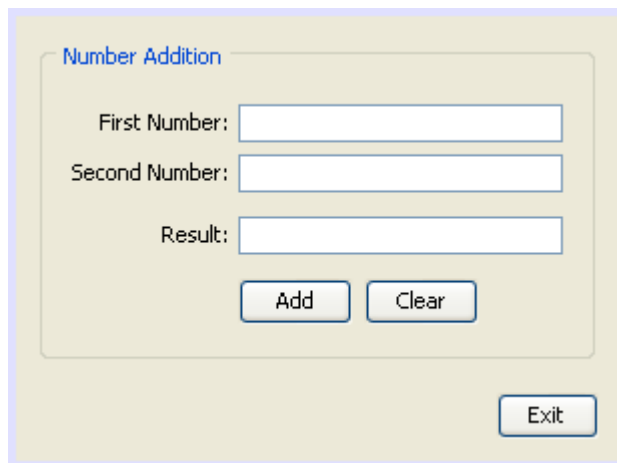 Number Addition
First Number:
Second Number:
Result:
Add Clear
Exit